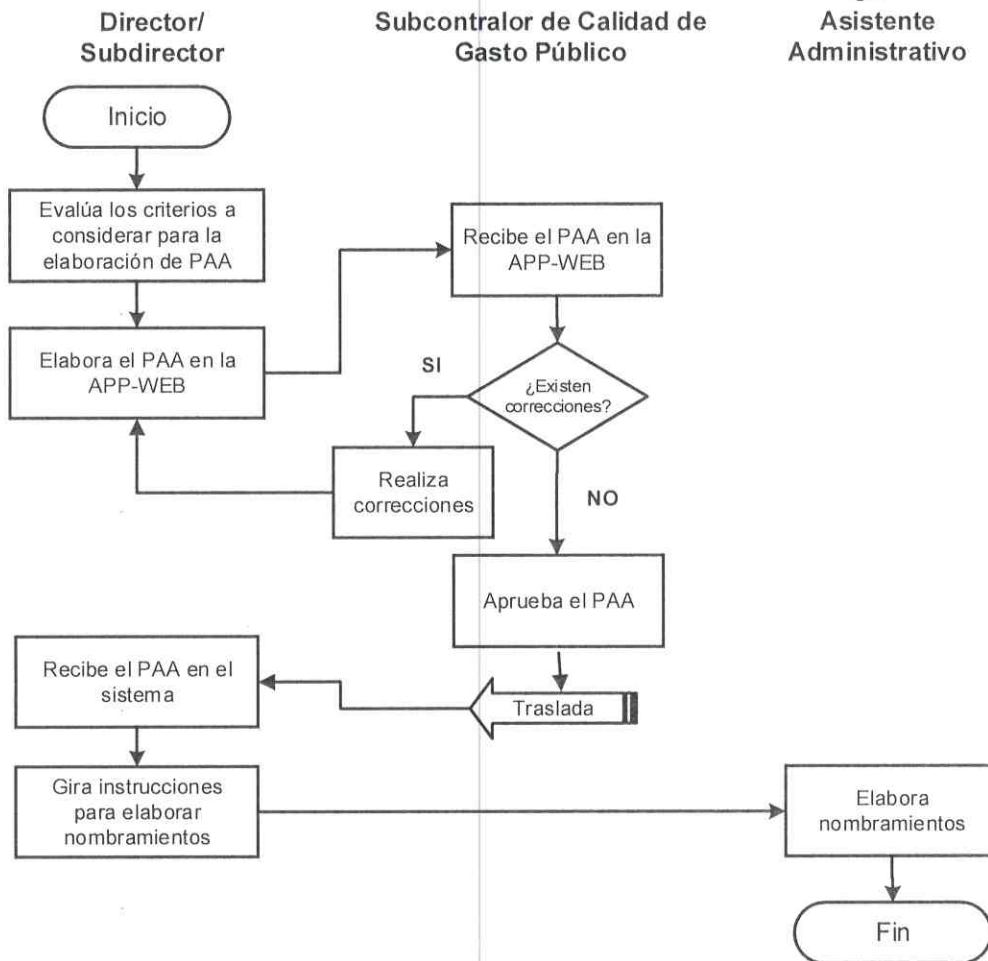 Director/
Subdirector
Subcontralor de Calidad de
Gasto Público
Asistente
Administrativo
Inicio
Evalúa los criterios a
considerar para la
elaboración de PAA
Recibe el PAA en la
APP-WEB
Elabora el PAA en la
APP-WEB
SI
¿Existen
correcciones?
Realiza
correcciones
NO
Aprueba el PAA
Recibe el PAA en el
sistema
Traslada
Gira instrucciones
para elaborar
nombramientos
Elabora
nombramientos
Fin